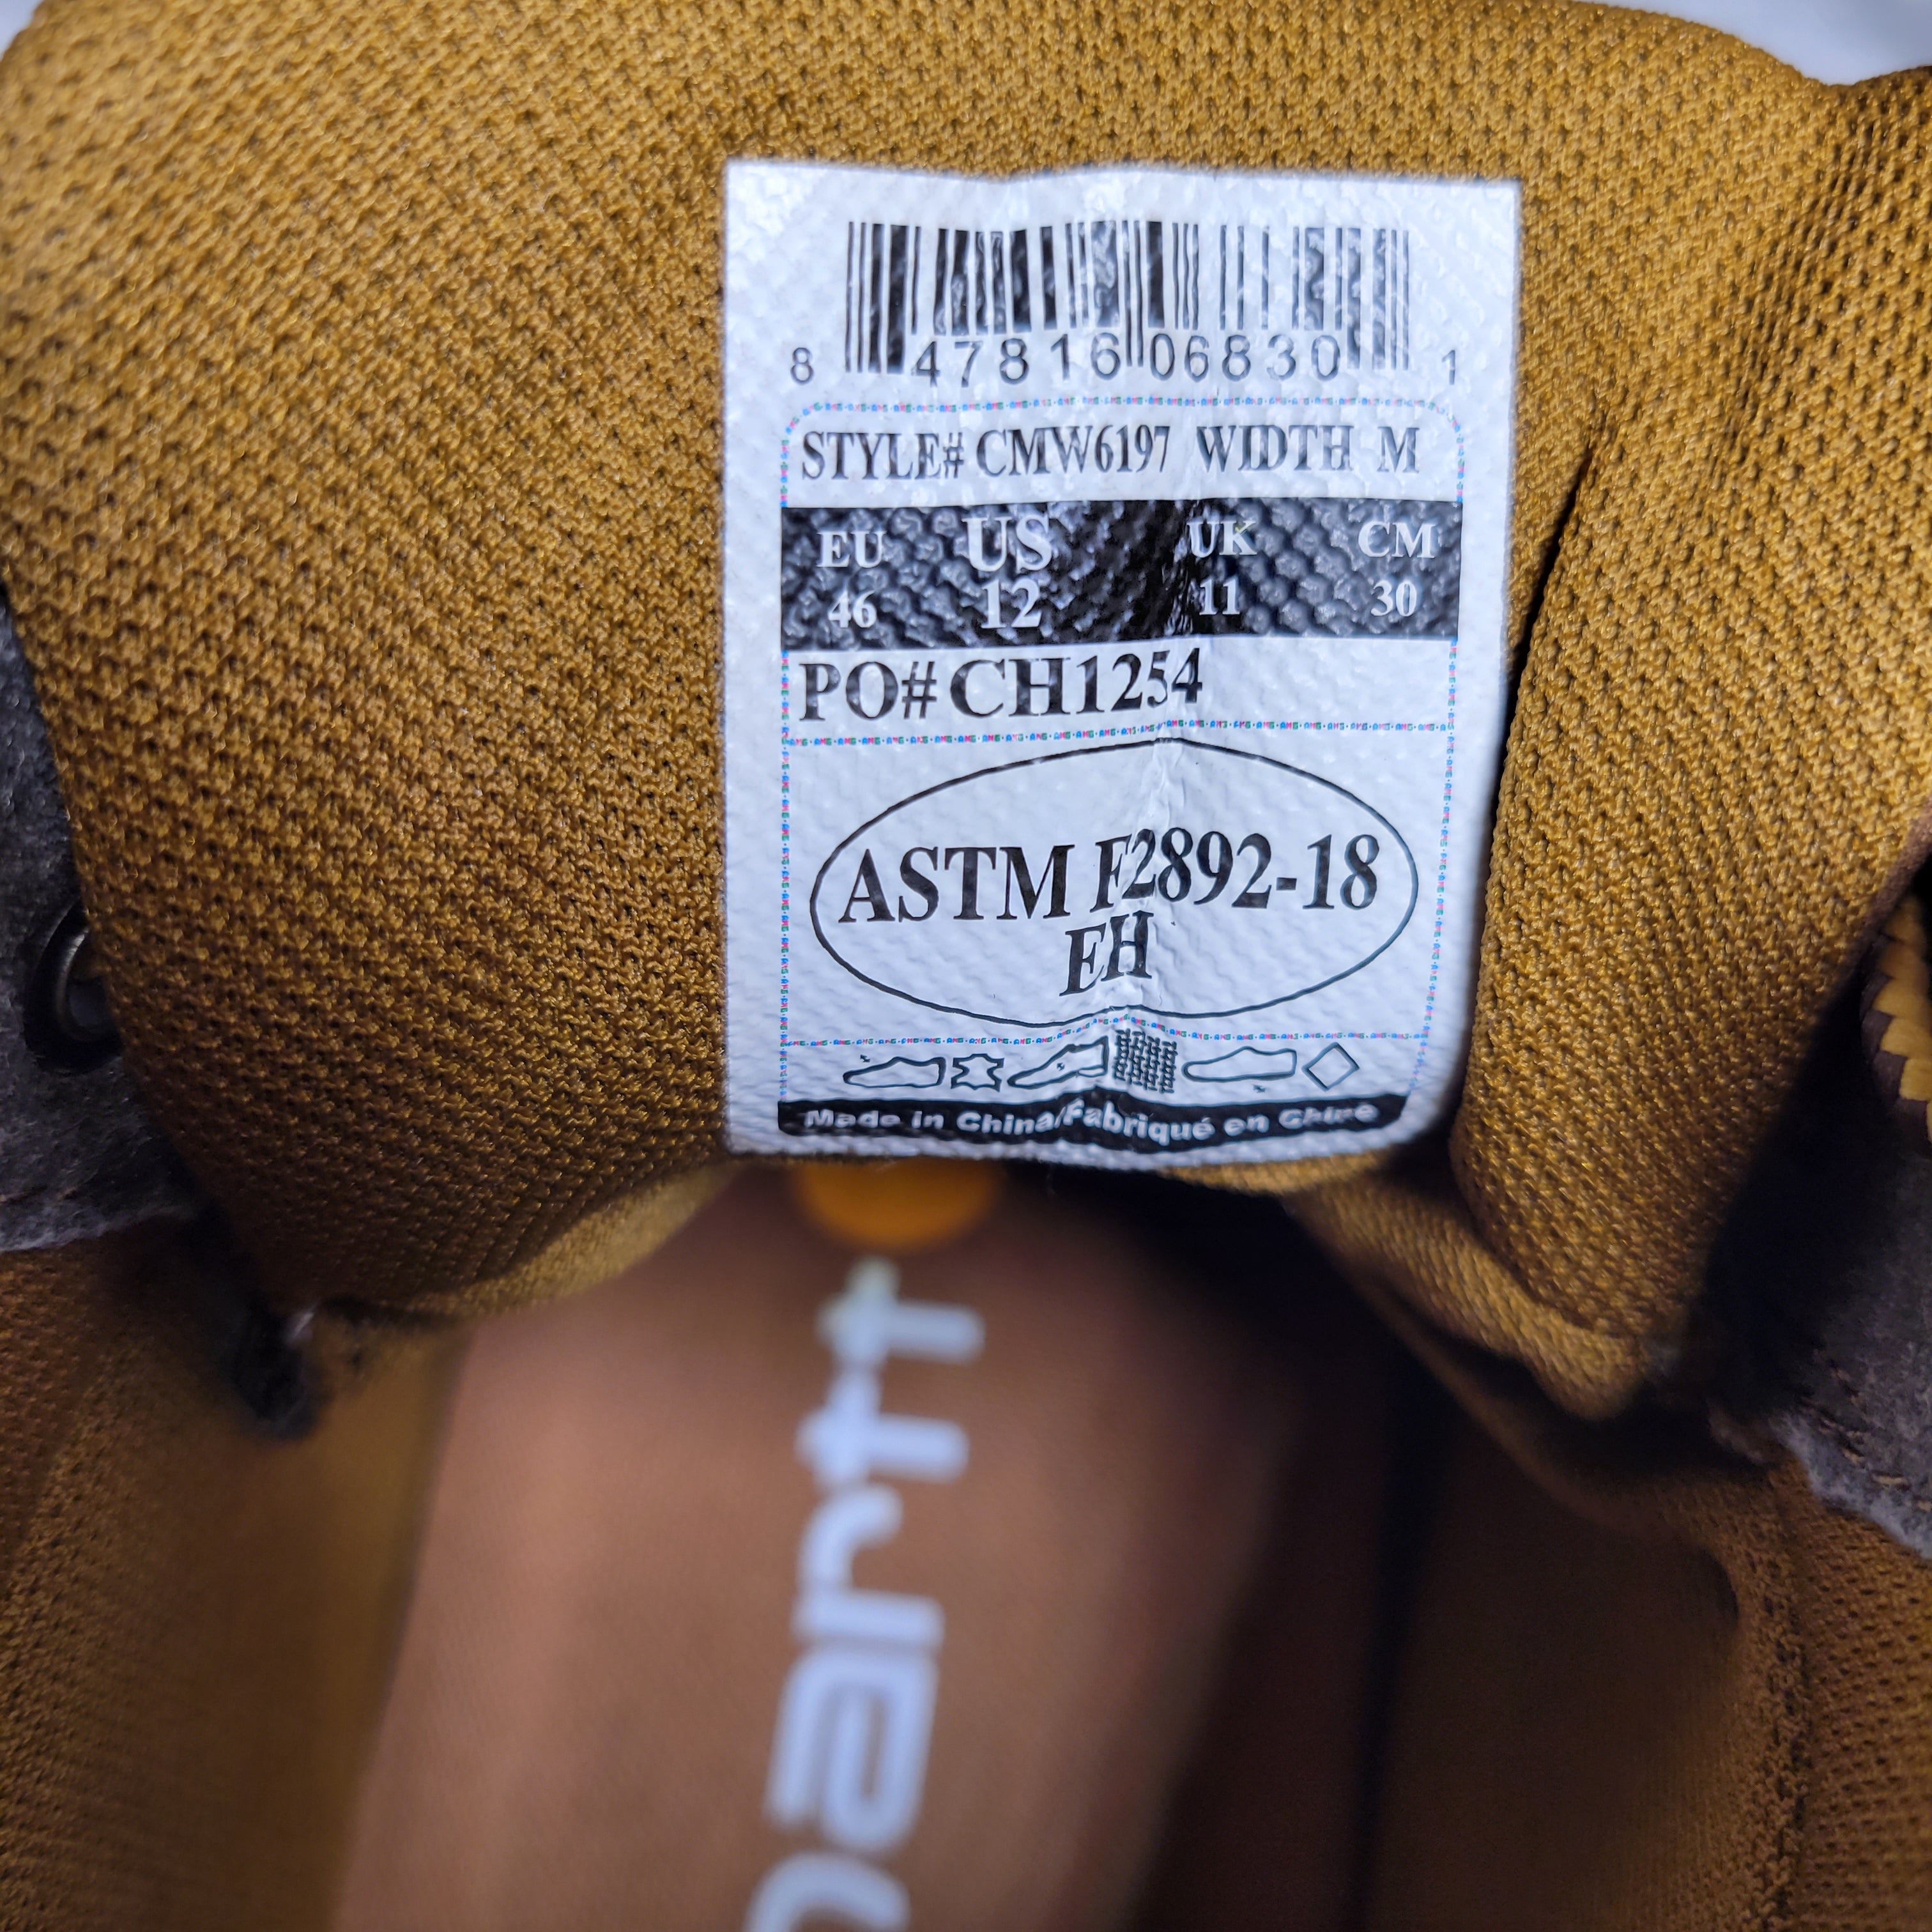 8 47816 06830 1
STYLE# CMW6197 WIDTH M
EU US UK CM
46 12 11 30
PO# CH1254
ASTM F2892-18
EH
Made in China/Fabriqué en Chine